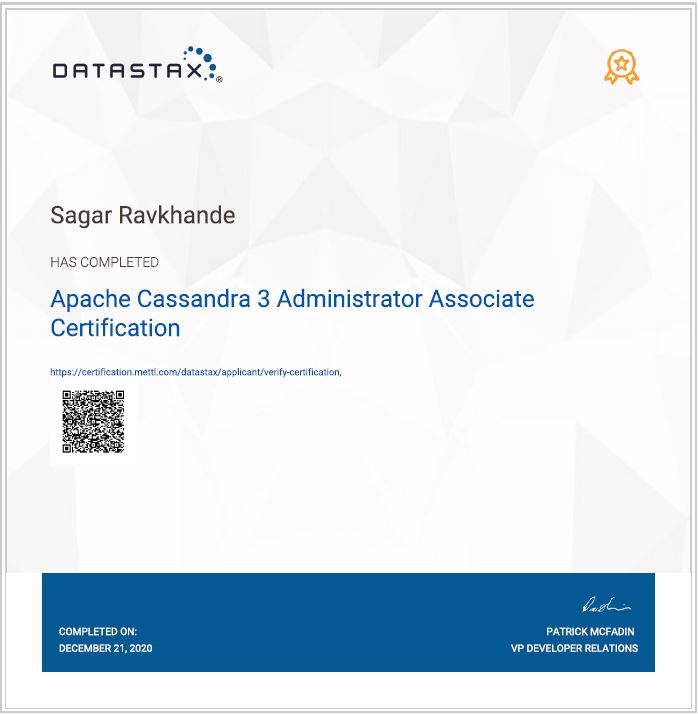 DATASTAX®
Sagar Ravkhande
HAS COMPLETED
Apache Cassandra 3 Administrator Associate
Certification
https://certification.mettl.com/datastax/applicant/verify-certification,
COMPLETED ON:
DECEMBER 21, 2020
PATRICK MCFADIN
VP DEVELOPER RELATIONS